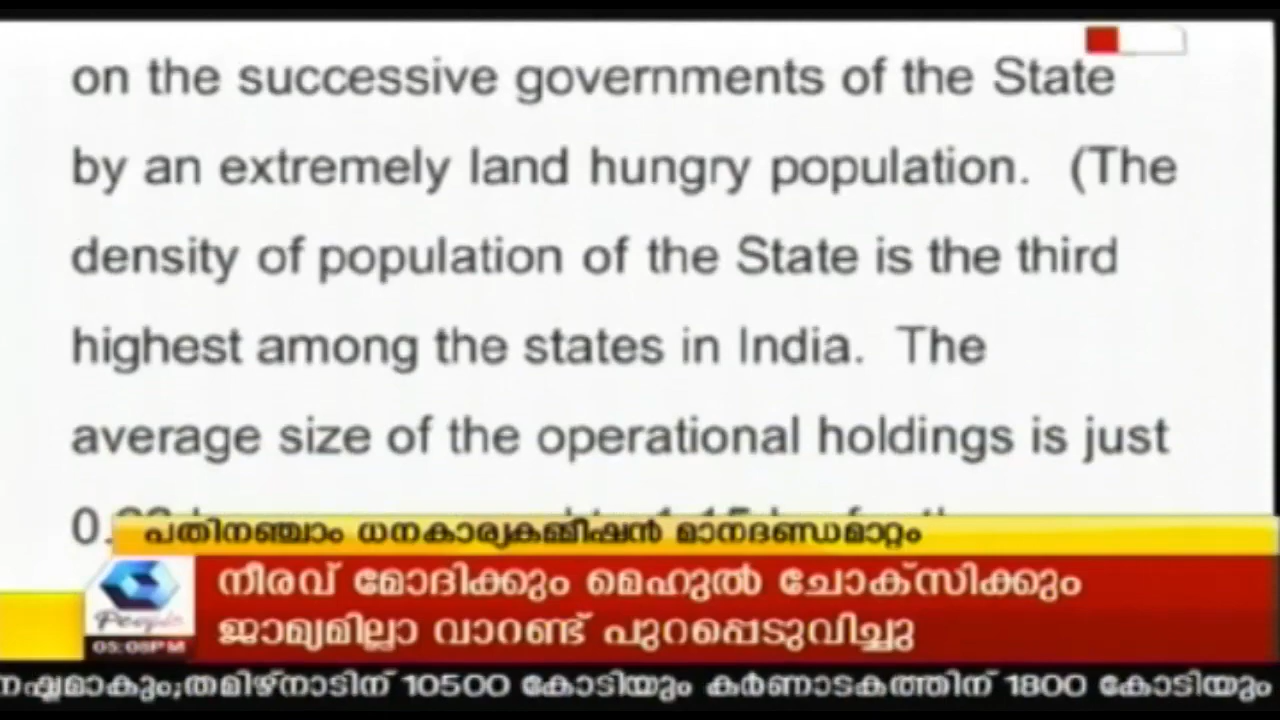 on the successive governments of the State
by an extremely land hungry population. (The
density of population of the State is the third
highest among the states in India. The
average size of the operational holdings is just
പതിനഞ്ചാം ധനകാര്യകമ്മീഷൻ മാനദണ്ഡമാറ്റം
നീരവ് മോദിക്കും മെഹുൽ ചോക്സിക്കും
ജാമ്യമില്ലാ വാറണ്ട് പുറപ്പെടുവിച്ചു
People
05:08PM
തമിഴ്നാടിന് 10500 കോടിയും കർണാടകത്തിന് 1800 കോടിയും